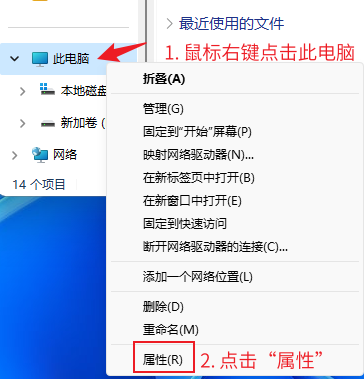 最近使用的文件
此电脑
1. 鼠标右键点击此电脑
折叠(A)
本地磁盘
管理(G)
新加卷 (
固定到"开始"屏幕(P)
网络
映射网络驱动器(N)...
在新标签页中打开(B)
14 个项目
在新窗口中打开(E)
固定到快速访问
断开网络驱动器的连接(C)...
添加一个网络位置(L)
删除(D)
重命名(M)
属性(R)
2. 点击“属性”